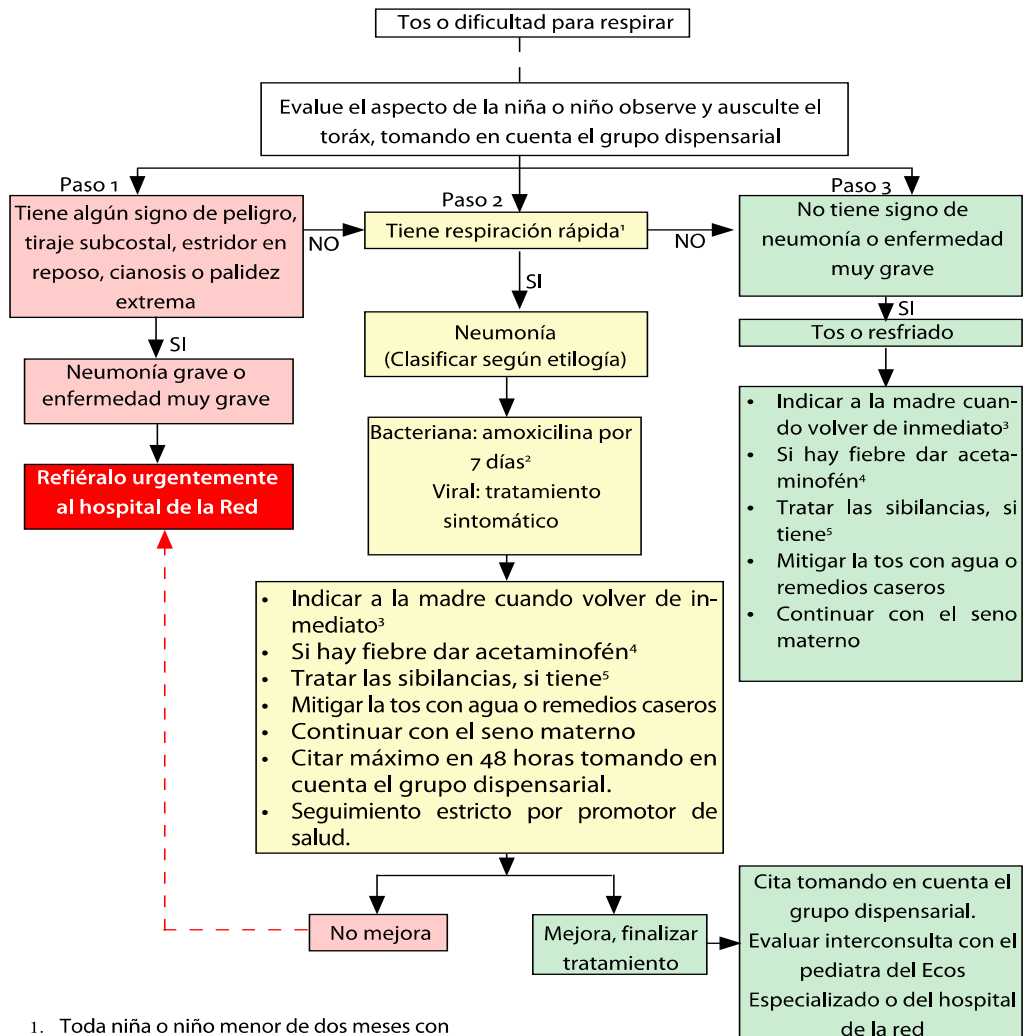 Tos o dificultad para respirar
Evalue el aspecto de la niña o niño observe y ausculte el
toráx, tomando en cuenta el grupo dispensarial
Paso 1
Tiene algún signo de peligro,
tiraje subcostal, estridor en
reposo, cianosis o palidez
extrema
NO
Paso 2
Tiene respiración rápida¹
NO
Paso 3
No tiene signo de
neumonía o enfermedad
muy grave
SI
Neumonía grave o
enfermedad muy grave
Refiéralo urgentemente
al hospital de la Red
SI
Neumonía
(Clasificar según etilogía)
Bacteriana: amoxicilina por
7 días²
Viral: tratamiento
sintomático
• Indicar a la madre cuando volver de in-
mediato³
• Si hay fiebre dar acetaminofén⁴
• Tratar las sibilancias, si tiene⁵
• Mitigar la tos con agua o remedios caseros
• Continuar con el seno materno
• Citar máximo en 48 horas tomando en
cuenta el grupo dispensarial.
• Seguimiento estricto por promotor de
salud.
SI
Tos o resfriado
• Indicar a la madre cuan-
do volver de inmediato³
• Si hay fiebre dar aceta-
minofén⁴
• Tratar las sibilancias, si
tiene⁵
• Mitigar la tos con agua o
remedios caseros
• Continuar con el seno
materno
No mejora
Mejora, finalizar
tratamiento
Cita tomando en cuenta el
grupo dispensarial.
Evaluar interconsulta con el
pediatra del Ecos
Especializado o del hospital
de la red
1. Toda niña o niño menor de dos meses con